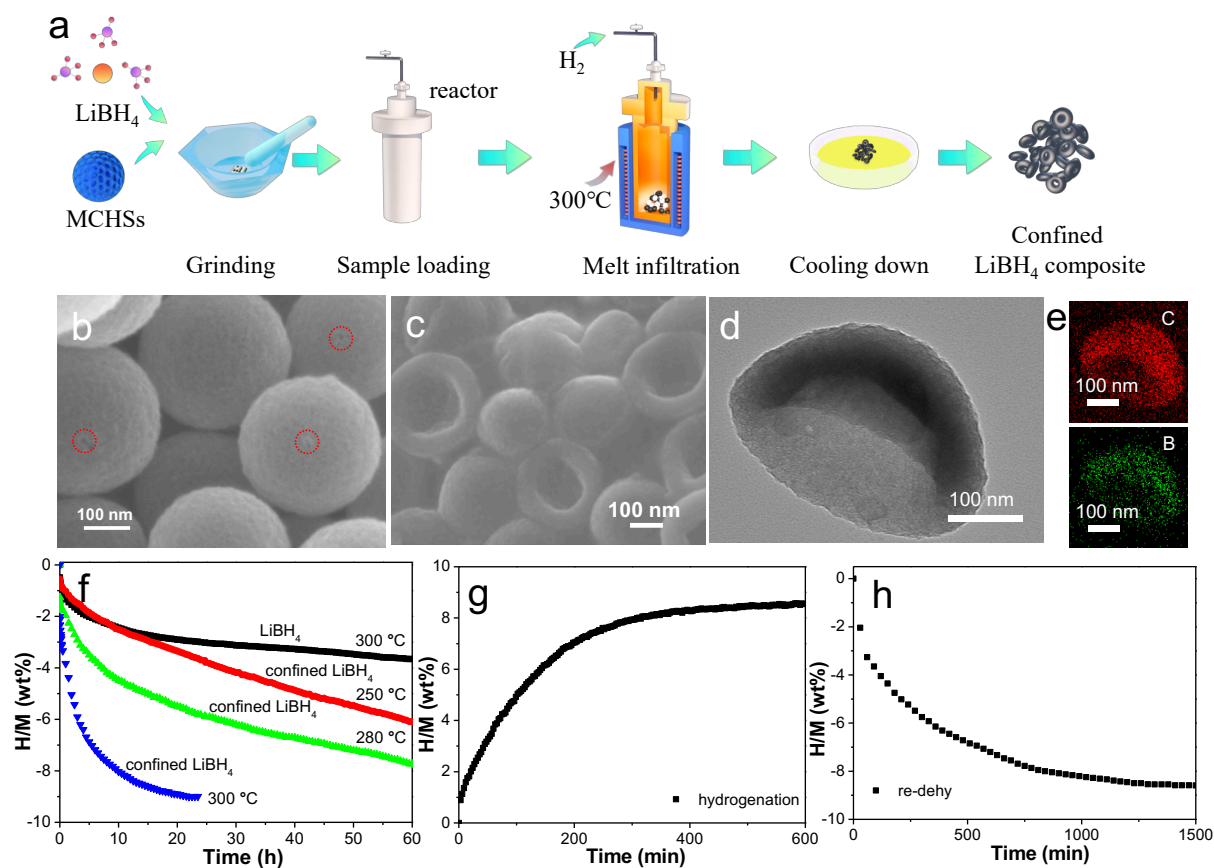 a
LiBH4
MCHSs
reactor
H2
300℃
Grinding
Sample loading
Melt infiltration
Cooling down
Confined
LiBH4 composite
b
100 nm
c
100 nm
d
100 nm
e
C
100 nm
B
100 nm
f
0
-2
-4
-6
-8
-10
H/M (wt%)
LiBH4
300 °C
confined LiBH4
250 °C
confined LiBH4
280 °C
confined LiBH4
300 °C
0
10
20
30
40
50
60
Time (h)
g
10
8
6
4
2
0
H/M (wt%)
hydrogenation
0
200
400
600
Time (min)
h
0
-2
-4
-6
-8
-10
H/M (wt%)
re-dehy
0
500
1000
1500
Time (min)